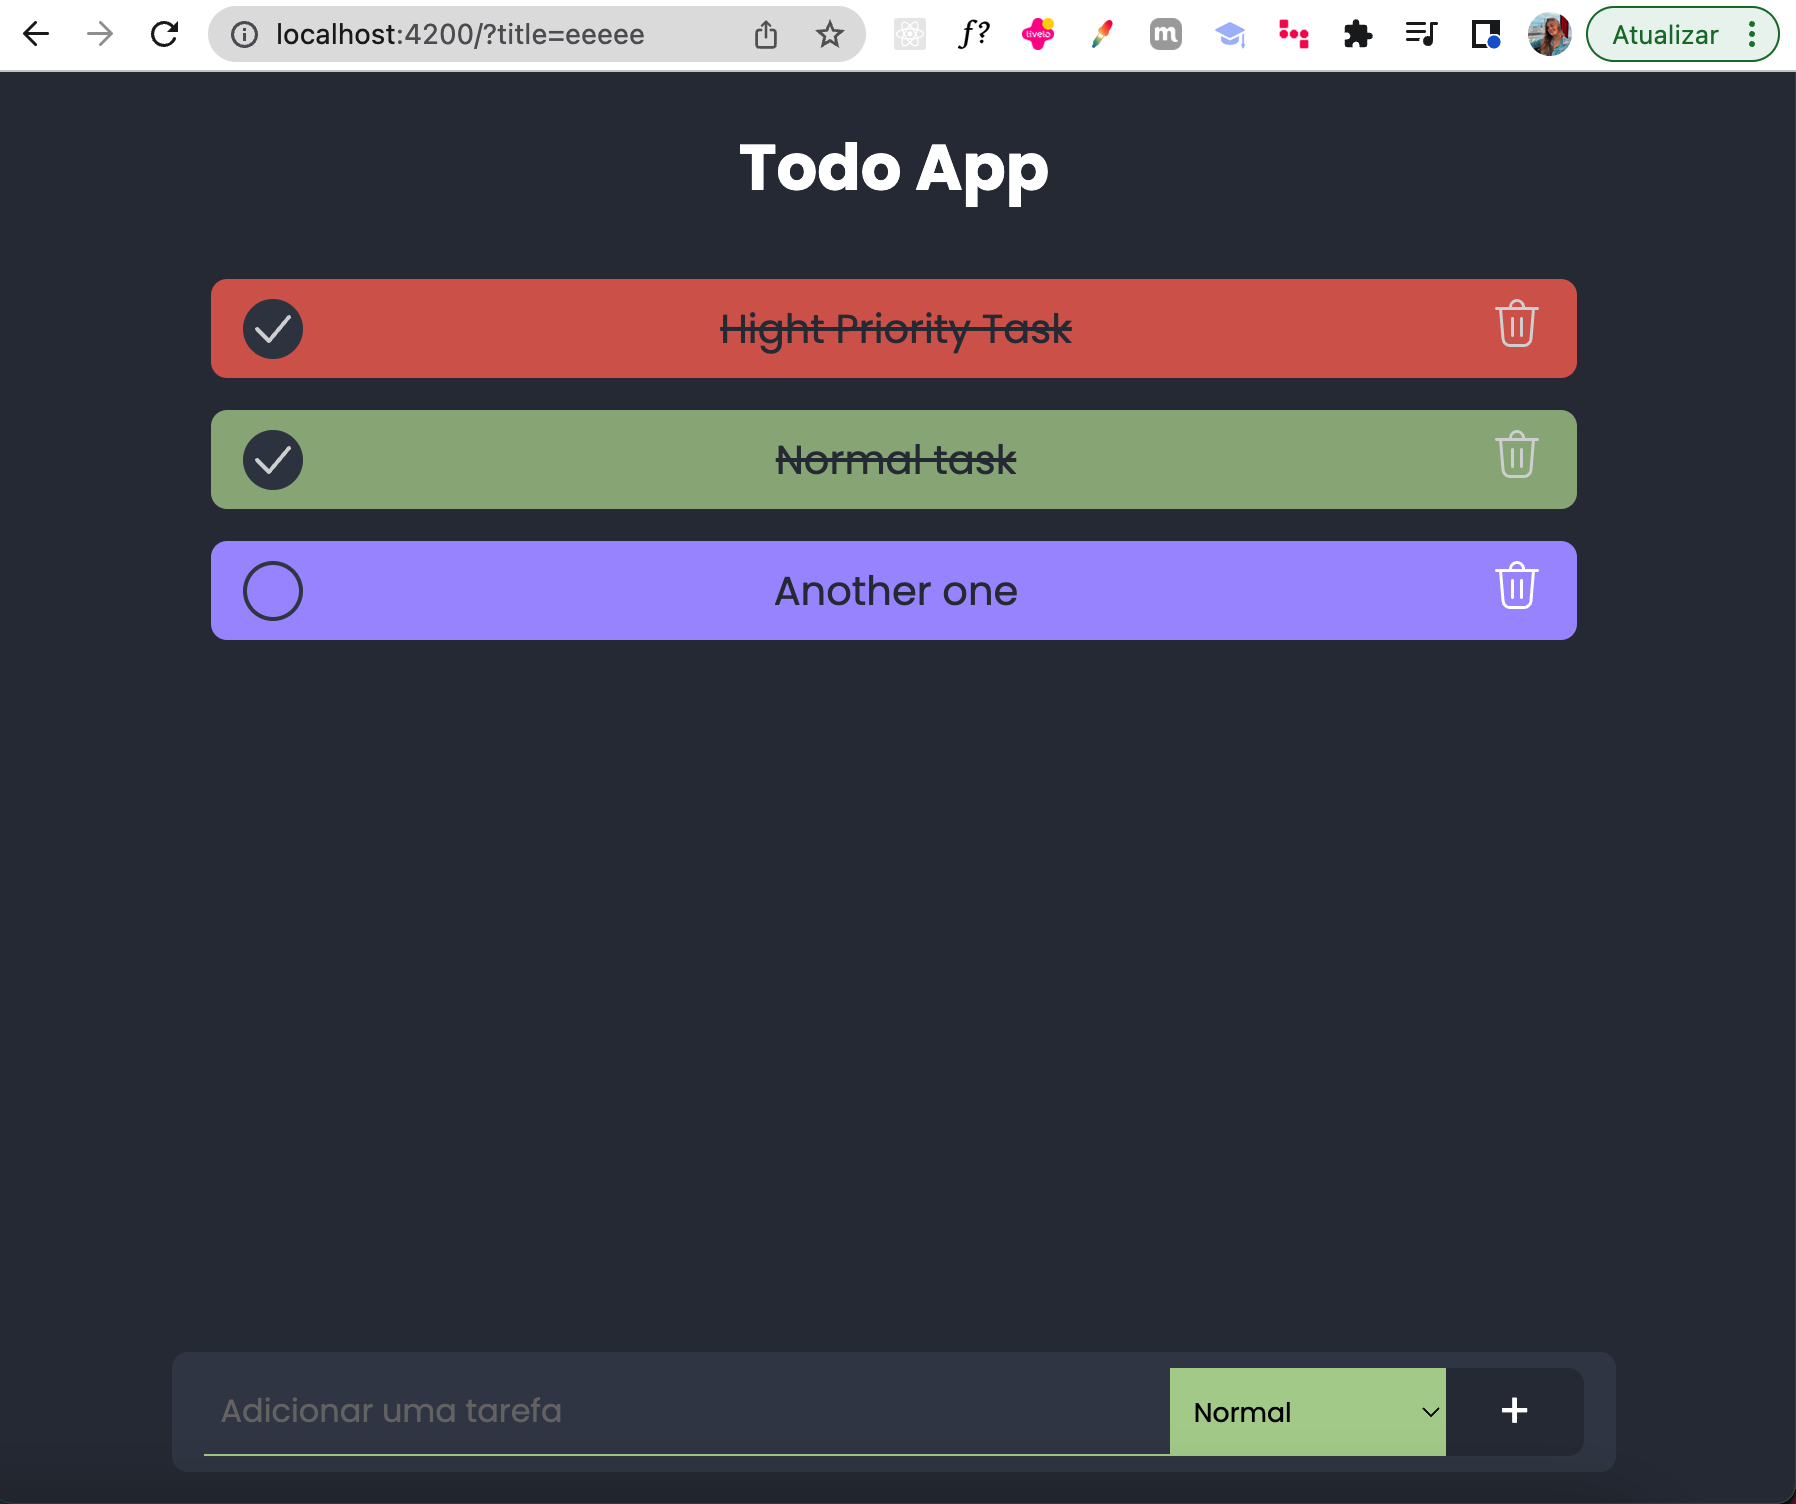 localhost:4200/?title=eeeee
f?
livelo
m
Atualizar
Todo App
Hight Priority Task
Normal task
Another one
Adicionar uma tarefa
Normal
+